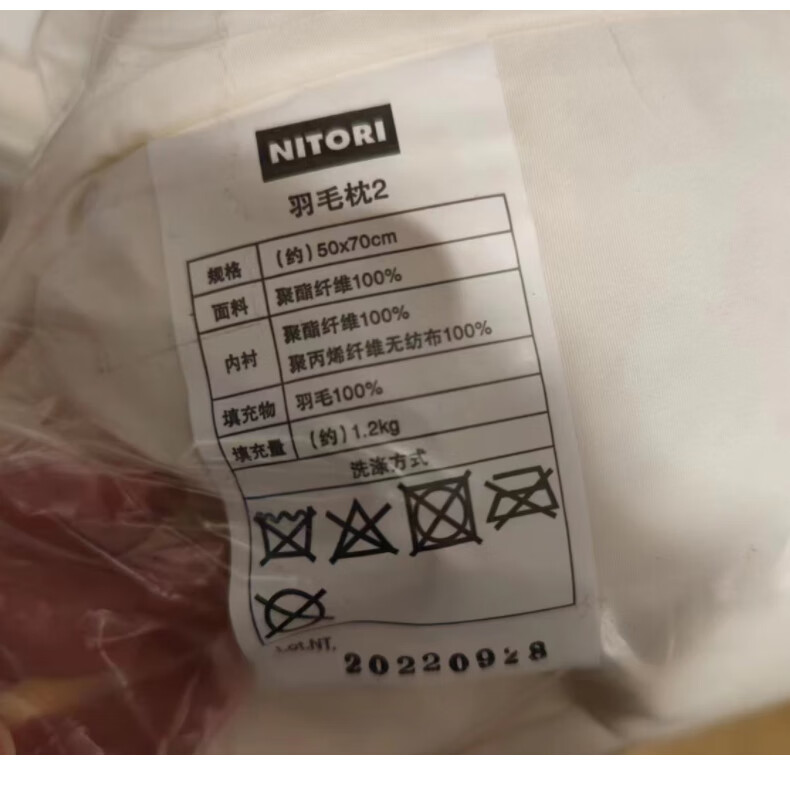 NITORI
羽毛枕2
规格 (约)50x70cm
面料 聚酯纤维100%
内衬 聚酯纤维100%
聚丙烯纤维无纺布100%
填充物 羽毛100%
填充量 (约)1.2kg
洗涤方式
20220928